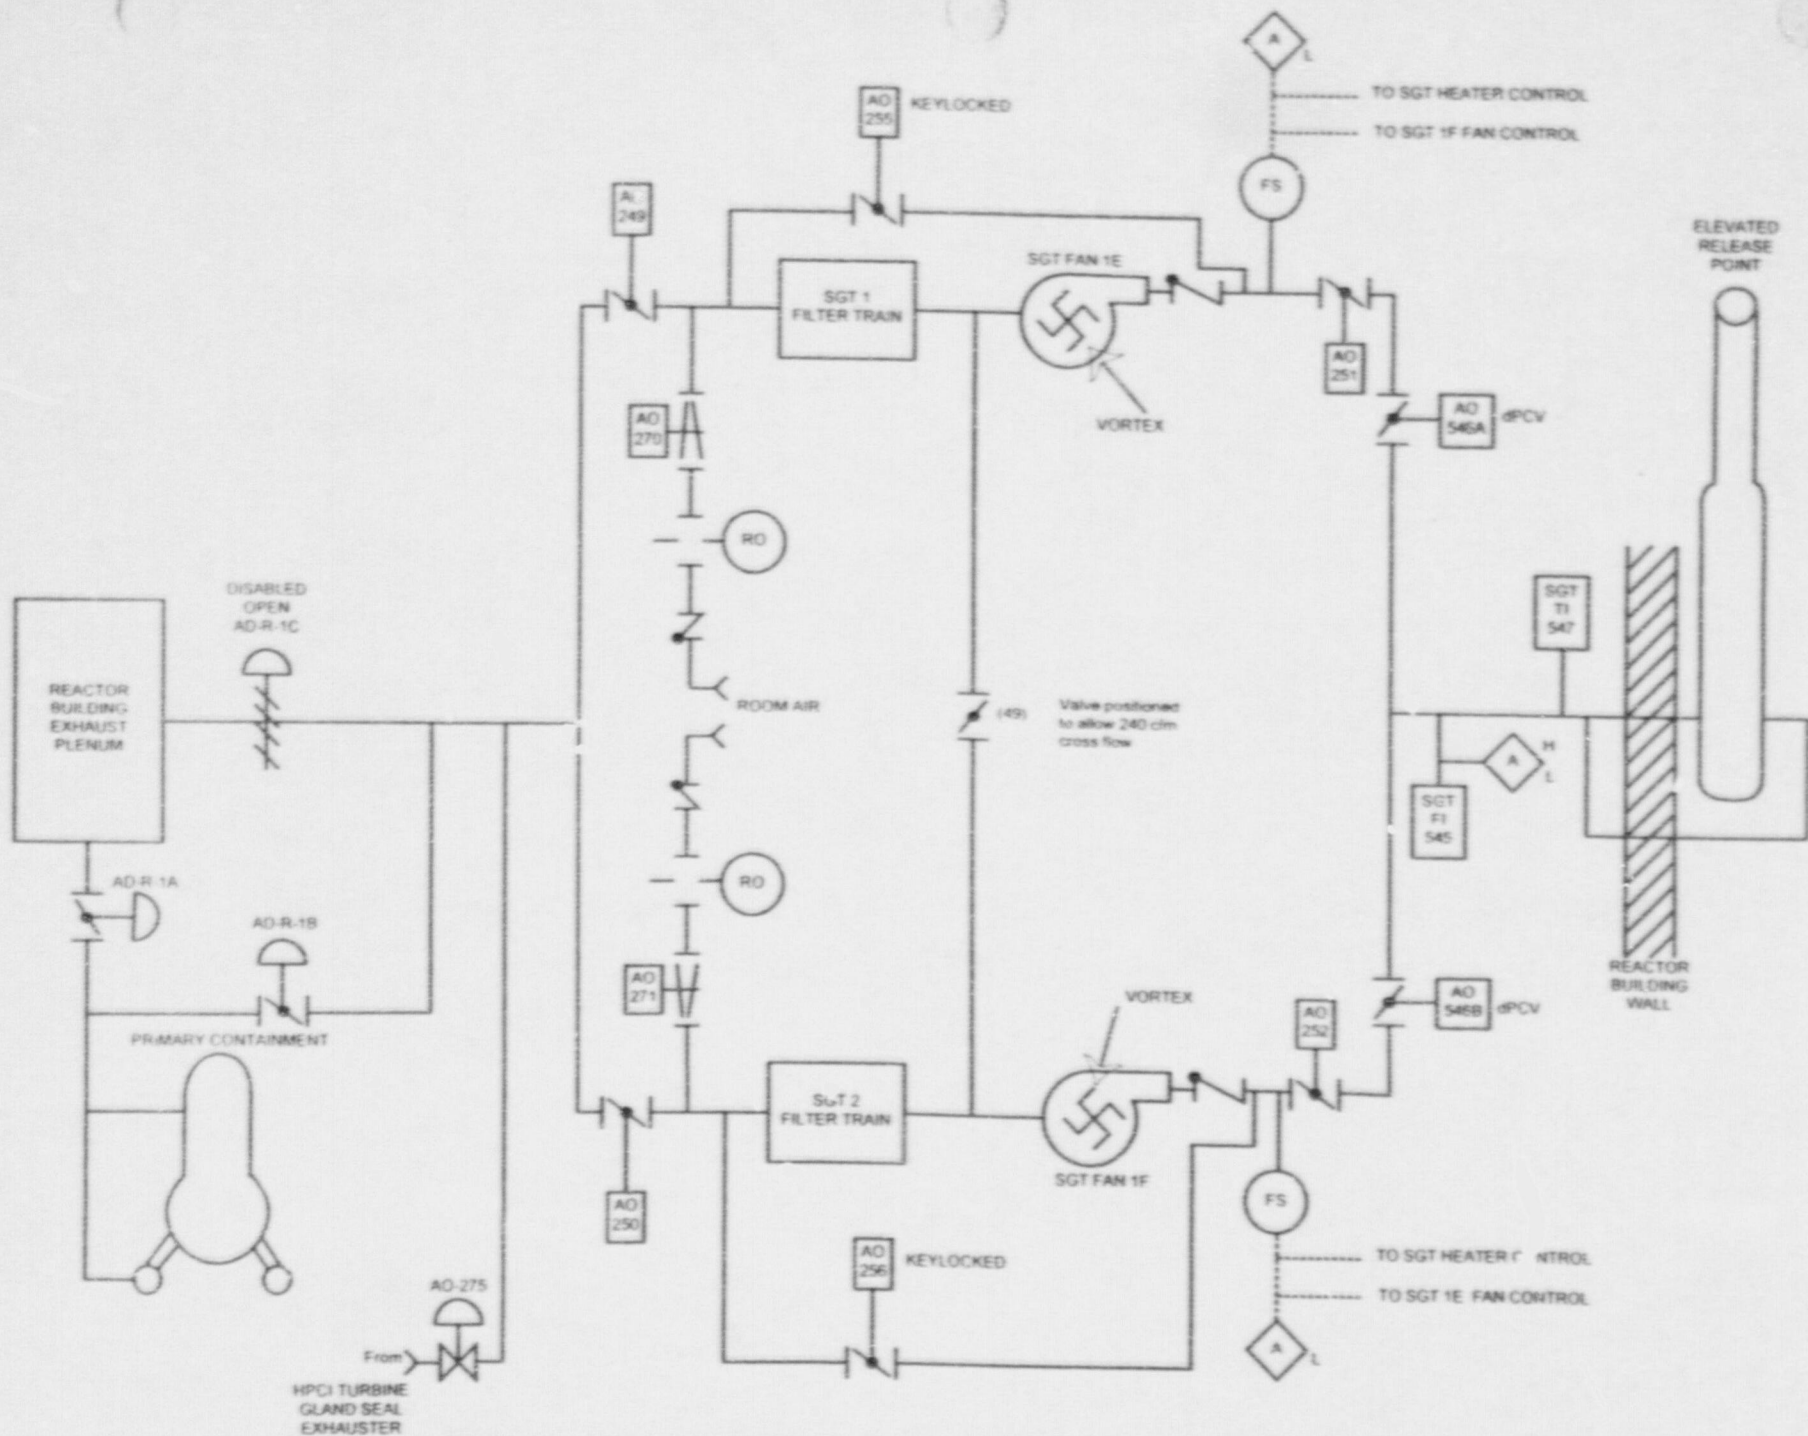 A
L
TO SGT HEATER CONTROL
TO SGT 1F FAN CONTROL
AO
255
KEYLOCKED
FS
249
ELEVATED
RELEASE
POINT
SGT FAN 1E
SGT 1
FILTER TRAIN
AO
251
VORTEX
AO
546A
dPCV
AO
270
RO
DISABLED
OPEN
AD-R-1C
SGT
TI
547
REACTOR
BUILDING
EXHAUST
PLENUM
ROOM AIR
(49)
Valve positioned
to allow 240 cfm
cross flow
H
A
L
SGT
FI
545
AD-R-1A
RO
AD-R-1B
AO
271
VORTEX
AO
252
AO
546B
dPCV
REACTOR
BUILDING
WALL
PRIMARY CONTAINMENT
SGT 2
FILTER TRAIN
SGT FAN 1F
AO
250
FS
AO
256
KEYLOCKED
TO SGT HEATER
TO SGT 1E FAN CONTROL
A
L
AO-275
From
HPCI TURBINE
GLAND SEAL
EXHAUSTER